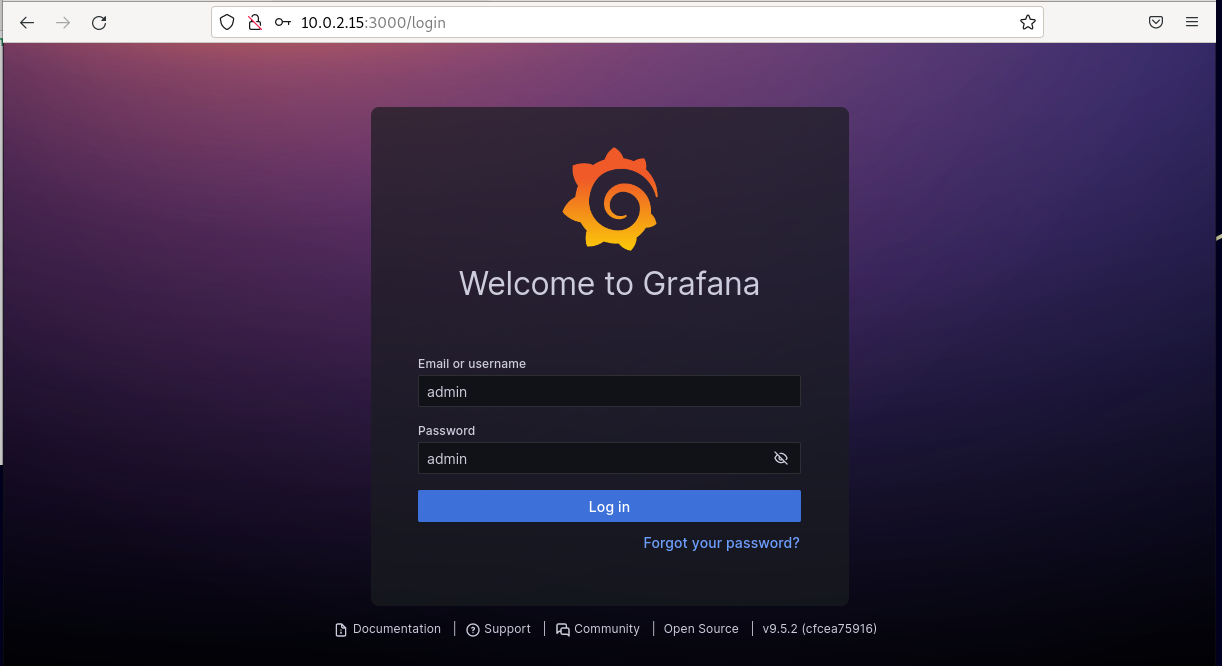 10.0.2.15:3000/login
Welcome to Grafana
Email or username
admin
Password
admin
Log in
Forgot your password?
Documentation | Support | Community | Open Source | v9.5.2 (cfcea75916)